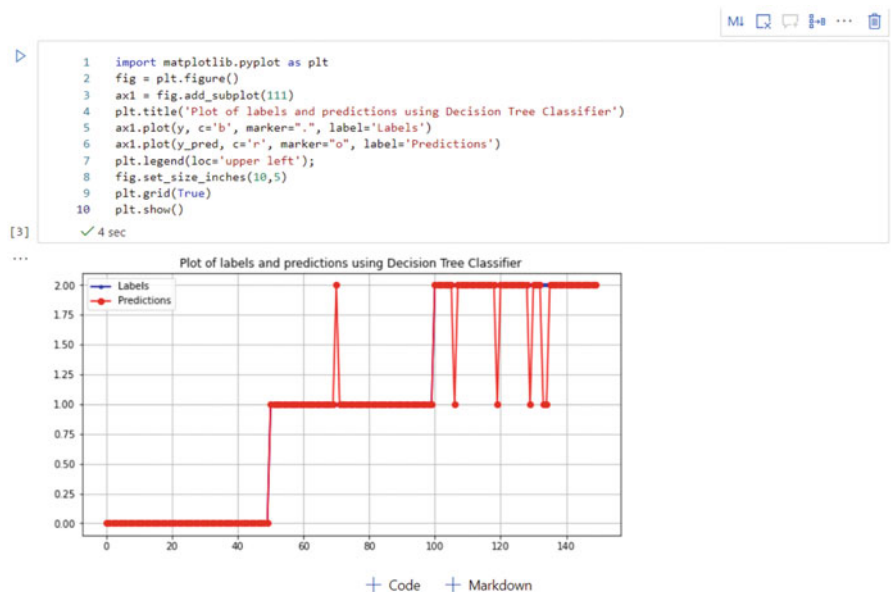 M↓
1 import matplotlib.pyplot as plt
2 fig = plt.figure()
3 ax1 = fig.add_subplot(111)
4 plt.title('Plot of labels and predictions using Decision Tree Classifier')
5 ax1.plot(y, c='b', marker=".", label='Labels')
6 ax1.plot(y_pred, c='r', marker="o", label='Predictions')
7 plt.legend(loc='upper left');
8 fig.set_size_inches(10,5)
9 plt.grid(True)
10 plt.show()
[3]
4 sec
Plot of labels and predictions using Decision Tree Classifier
Labels
Predictions
2.00
1.75
1.50
1.25
1.00
0.75
0.50
0.25
0.00
0 20 40 60 80 100 120 140
+ Code + Markdown